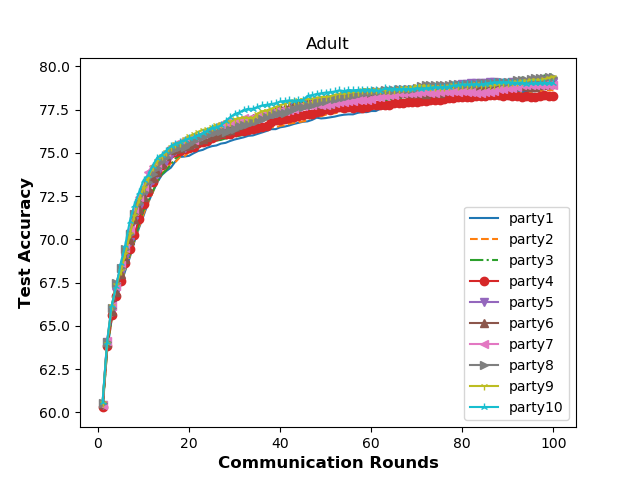 Adult
Test Accuracy
80.0
77.5
75.0
72.5
70.0
67.5
65.0
62.5
60.0
party1
party2
party3
party4
party5
party6
party7
party8
party9
party10
0 20 40 60 80 100
Communication Rounds